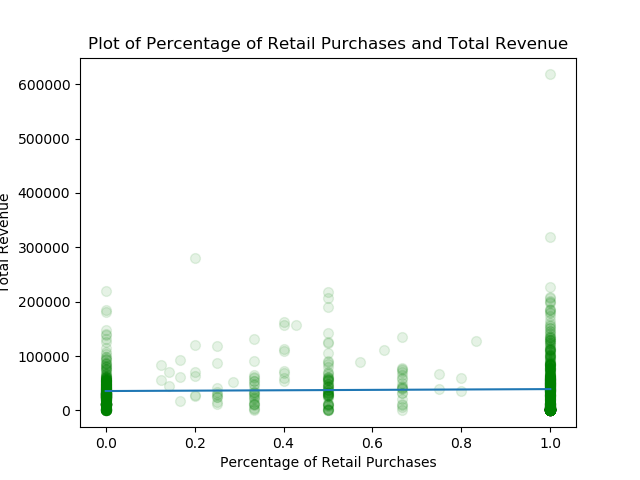 Plot of Percentage of Retail Purchases and Total Revenue
600000
500000
400000
300000
200000
100000
0
Total Revenue
0.0 0.2 0.4 0.6 0.8 1.0
Percentage of Retail Purchases